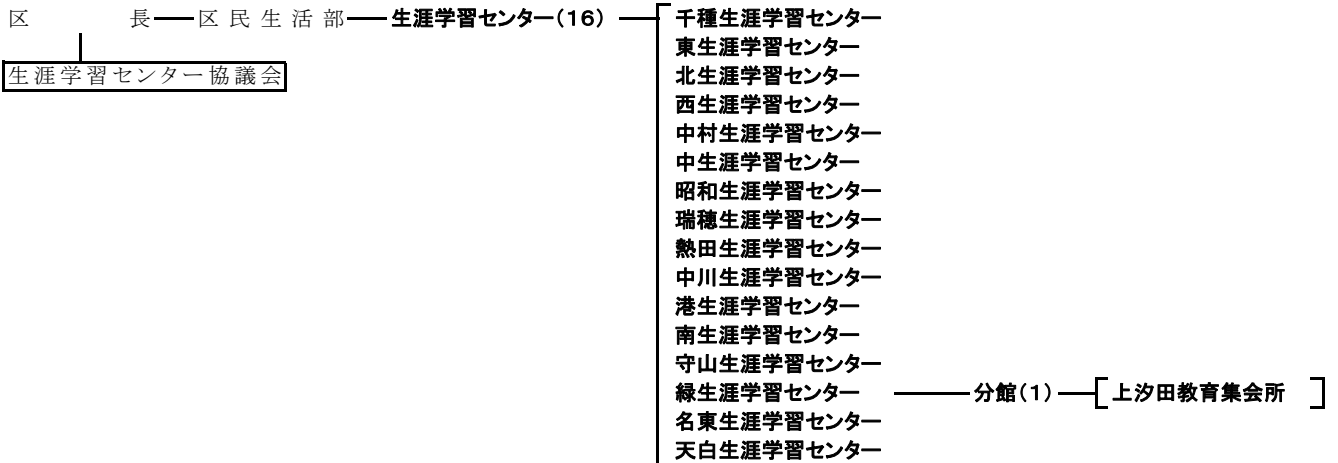 区長 区民生活部 生涯学習センター(16) 千種生涯学習センター
東生涯学習センター
生涯学習センター協議会 北生涯学習センター
西生涯学習センター
中村生涯学習センター
中生涯学習センター
昭和生涯学習センター
瑞穂生涯学習センター
熱田生涯学習センター
中川生涯学習センター
港生涯学習センター
南生涯学習センター
守山生涯学習センター
緑生涯学習センター 分館(1) 上汐田教育集会所
名東生涯学習センター
天白生涯学習センター